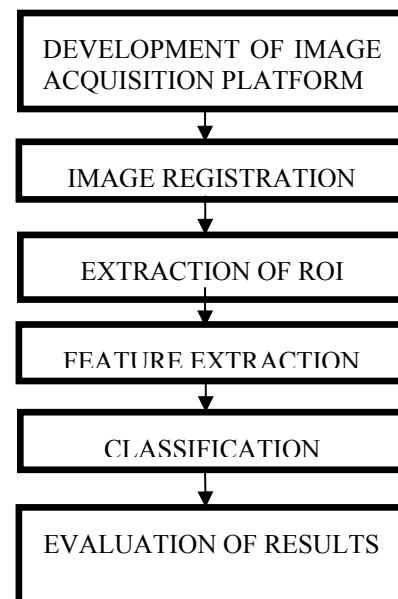 DEVELOPMENT OF IMAGE
ACQUISITION PLATFORM
IMAGE REGISTRATION
EXTRACTION OF ROI
FEATURE EXTRACTION
CLASSIFICATION
EVALUATION OF RESULTS